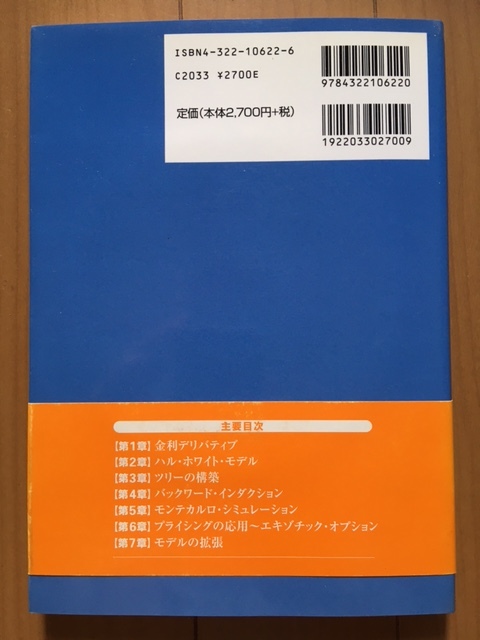 ISBN4-322-10622-6
C2033 ¥2700E
9784322106220
定価(本体2,700円+税)
1922033027009
主要目次
【第1章】金利デリバティブ
【第2章】ハル・ホワイト・モデル
【第3章】ツリーの構築
【第4章】バックワード・インダクション
【第5章】モンテカルロ・シミュレーション
【第6章】プライシングの応用～エキゾチック・オプション
【第7章】モデルの拡張